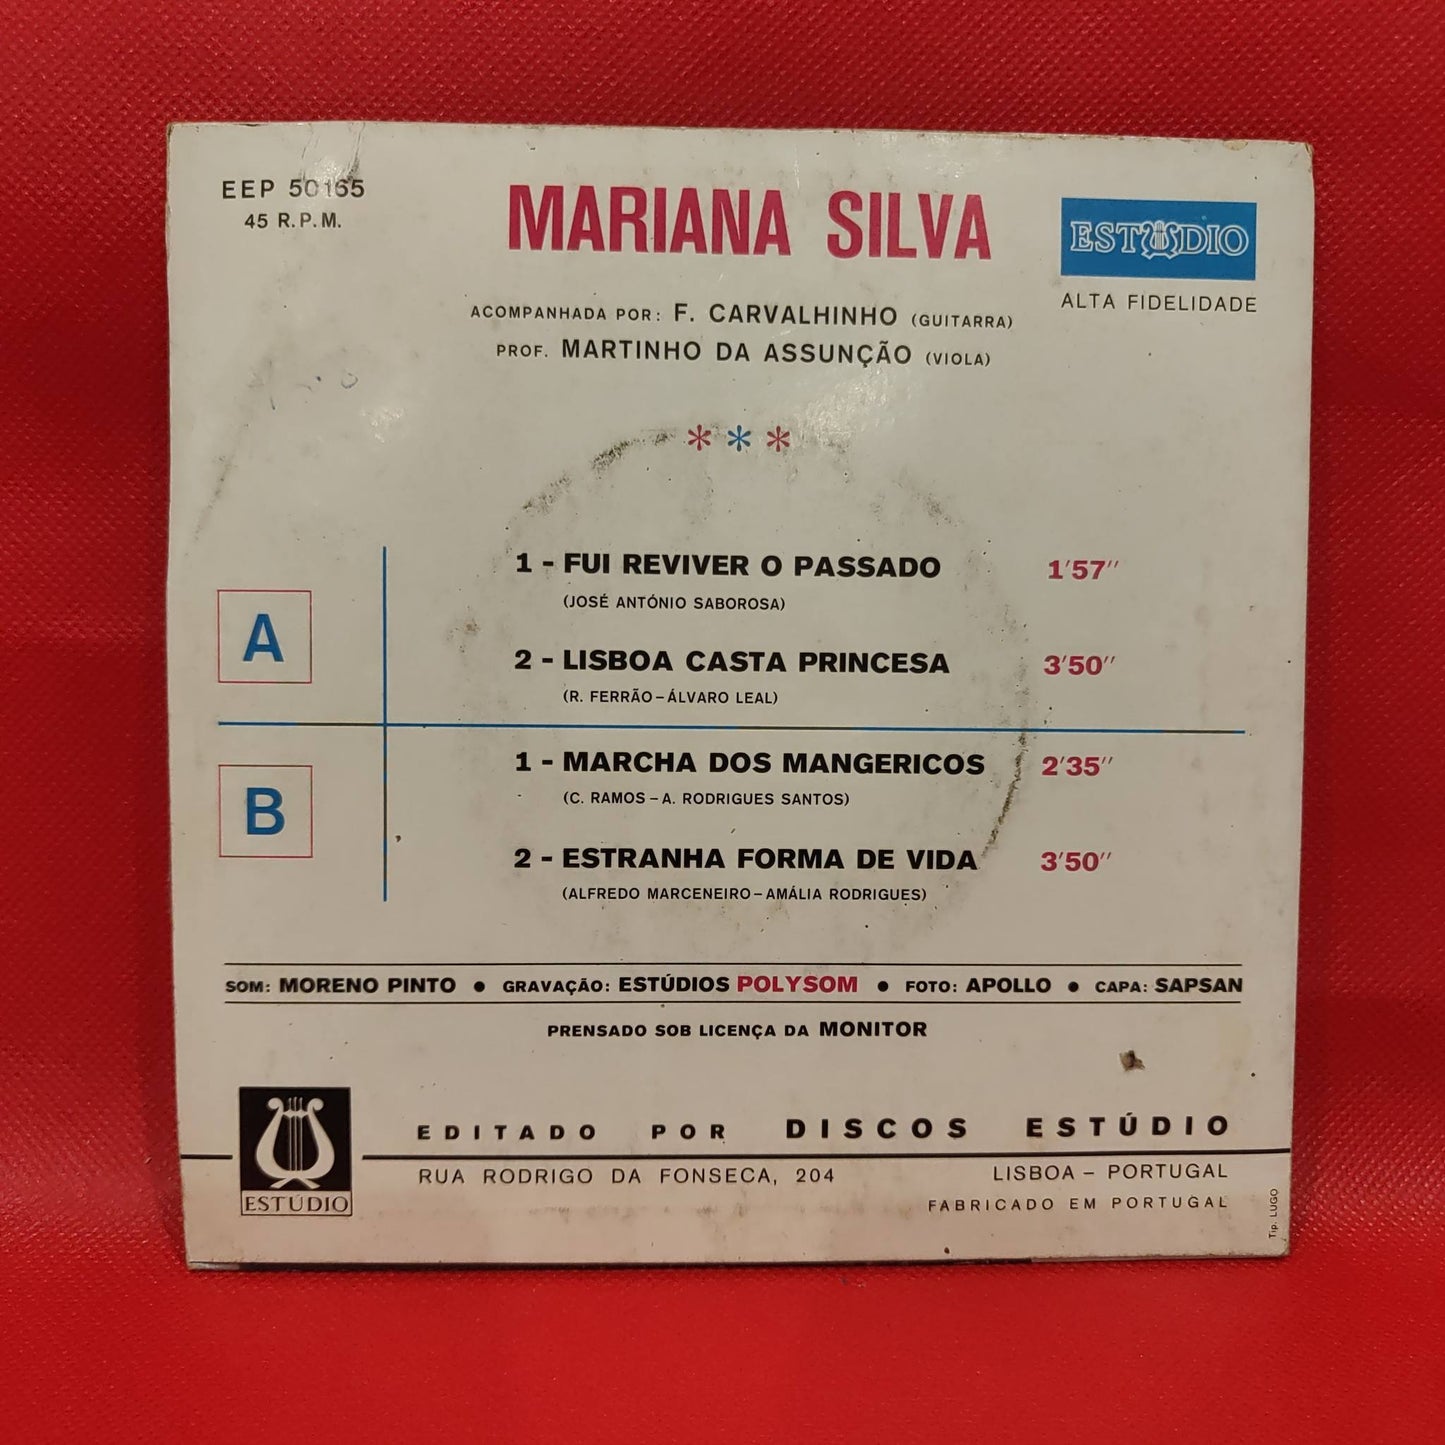 EEP 50165
45 R.P.M.
MARIANA SILVA
ESTÚDIO
ALTA FIDELIDADE
ACOMPANHADA POR: F. CARVALHINHO (GUITARRA)
PROF. MARTINHO DA ASSUNÇÃO (VIOLA)
* * *
A
1 - FUI REVIVER O PASSADO 1'57''
(JOSÉ ANTÓNIO SABOROSA)
2 - LISBOA CASTA PRINCESA 3'50''
(R. FERRÃO – ÁLVARO LEAL)
B
1 - MARCHA DOS MANGERICOS 2'35''
(C. RAMOS – A. RODRIGUES SANTOS)
2 - ESTRANHA FORMA DE VIDA 3'50''
(ALFREDO MARCENEIRO – AMÁLIA RODRIGUES)
SOM: MORENO PINTO ● GRAVAÇÃO: ESTÚDIOS POLYSOM ● FOTO: APOLLO ● CAPA: SAPSAN
PRENSADO SOB LICENÇA DA MONITOR
ESTÚDIO
EDITADO POR DISCOS ESTÚDIO
RUA RODRIGO DA FONSECA, 204 LISBOA – PORTUGAL
FABRICADO EM PORTUGAL
Tip. LUGO